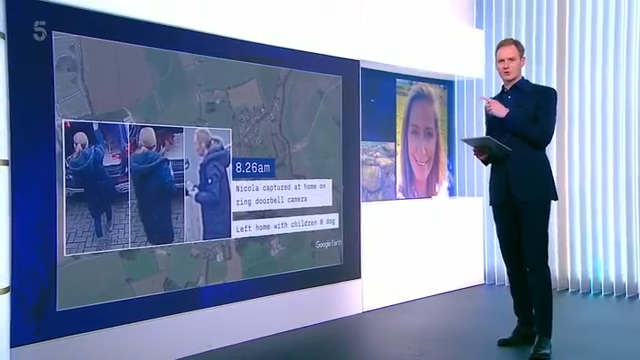 5
8.26am
Nicola captured at home on
ring doorbell camera
Left home with children & dog
Google Earth